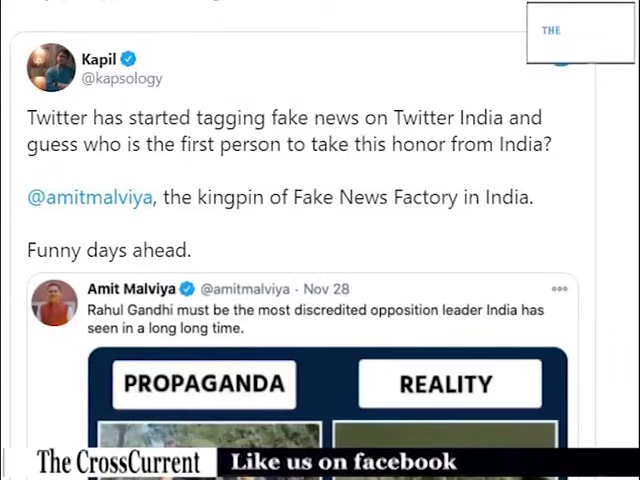 THE
Kapil
@kapsology
Twitter has started tagging fake news on Twitter India and
guess who is the first person to take this honor from India?
@amitmalviya, the kingpin of Fake News Factory in India.
Funny days ahead.
Amit Malviya @amitmalviya · Nov 28
Rahul Gandhi must be the most discredited opposition leader India has
seen in a long long time.
PROPAGANDA
REALITY
The CrossCurrent
Like us on facebook